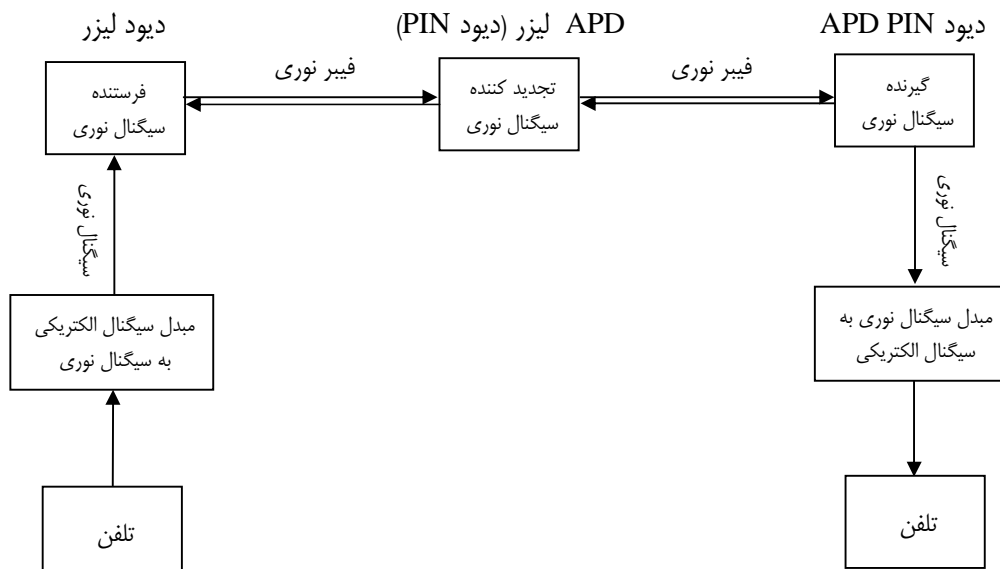 دیود لیزر
APD لیزر (دیود PIN)
دیود APD PIN
فیبر نوری
فیبر نوری
فرستنده
سیگنال نوری
تجدید کننده
سیگنال نوری
گیرنده
سیگنال نوری
سیگنال نوری
سیگنال نوری
مبدل سیگنال الکتریکی
به سیگنال نوری
مبدل سیگنال نوری به
سیگنال الکتریکی
تلفن
تلفن